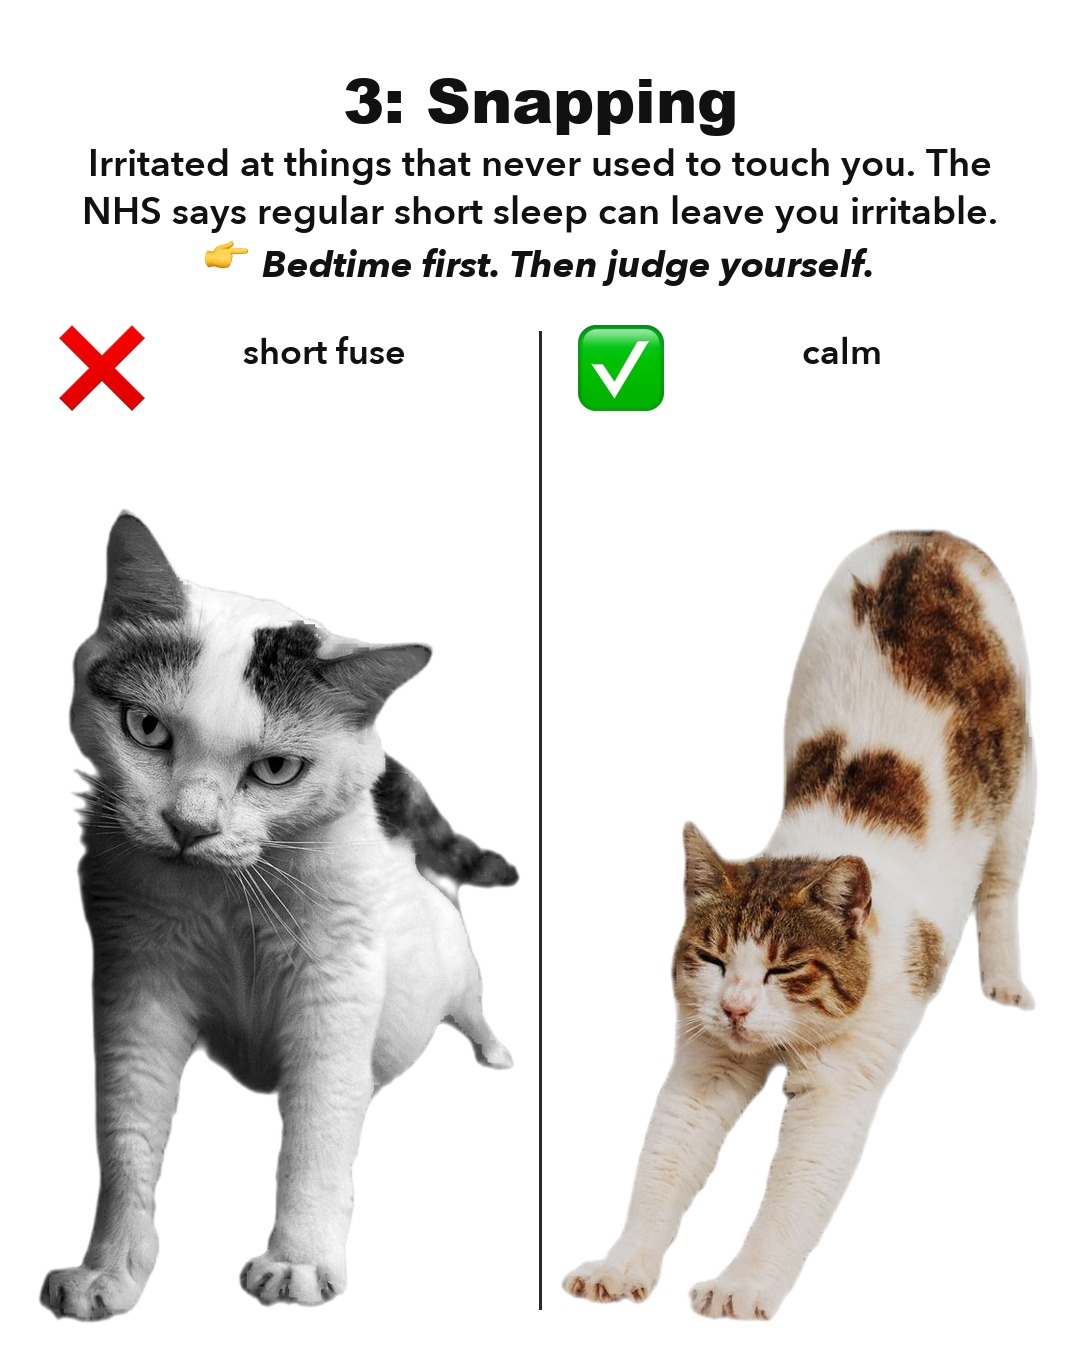 3: Snapping
Irritated at things that never used to touch you. The
NHS says regular short sleep can leave you irritable.
👉 Bedtime first. Then judge yourself.
❌ short fuse
✅ calm